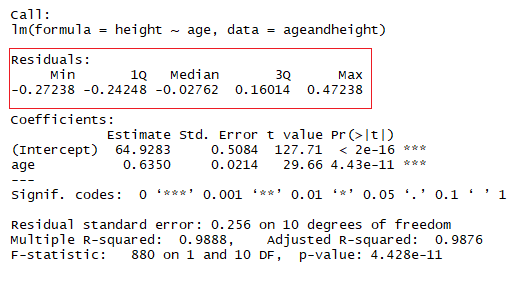 Call:
lm(formula = height ~ age, data = ageandheight)
Residuals:
Min 1Q Median 3Q Max
-0.27238 -0.24248 -0.02762 0.16014 0.47238
Coefficients:
Estimate Std. Error t value Pr(>|t|)
(Intercept) 64.9283 0.5084 127.71 < 2e-16 ***
age 0.6350 0.0214 29.66 4.43e-11 ***
---
Signif. codes: 0 ‘***’ 0.001 ‘**’ 0.01 ‘*’ 0.05 ‘.’ 0.1 ‘ ’ 1
Residual standard error: 0.256 on 10 degrees of freedom
Multiple R-squared: 0.9888, Adjusted R-squared: 0.9876
F-statistic: 880 on 1 and 10 DF, p-value: 4.428e-11